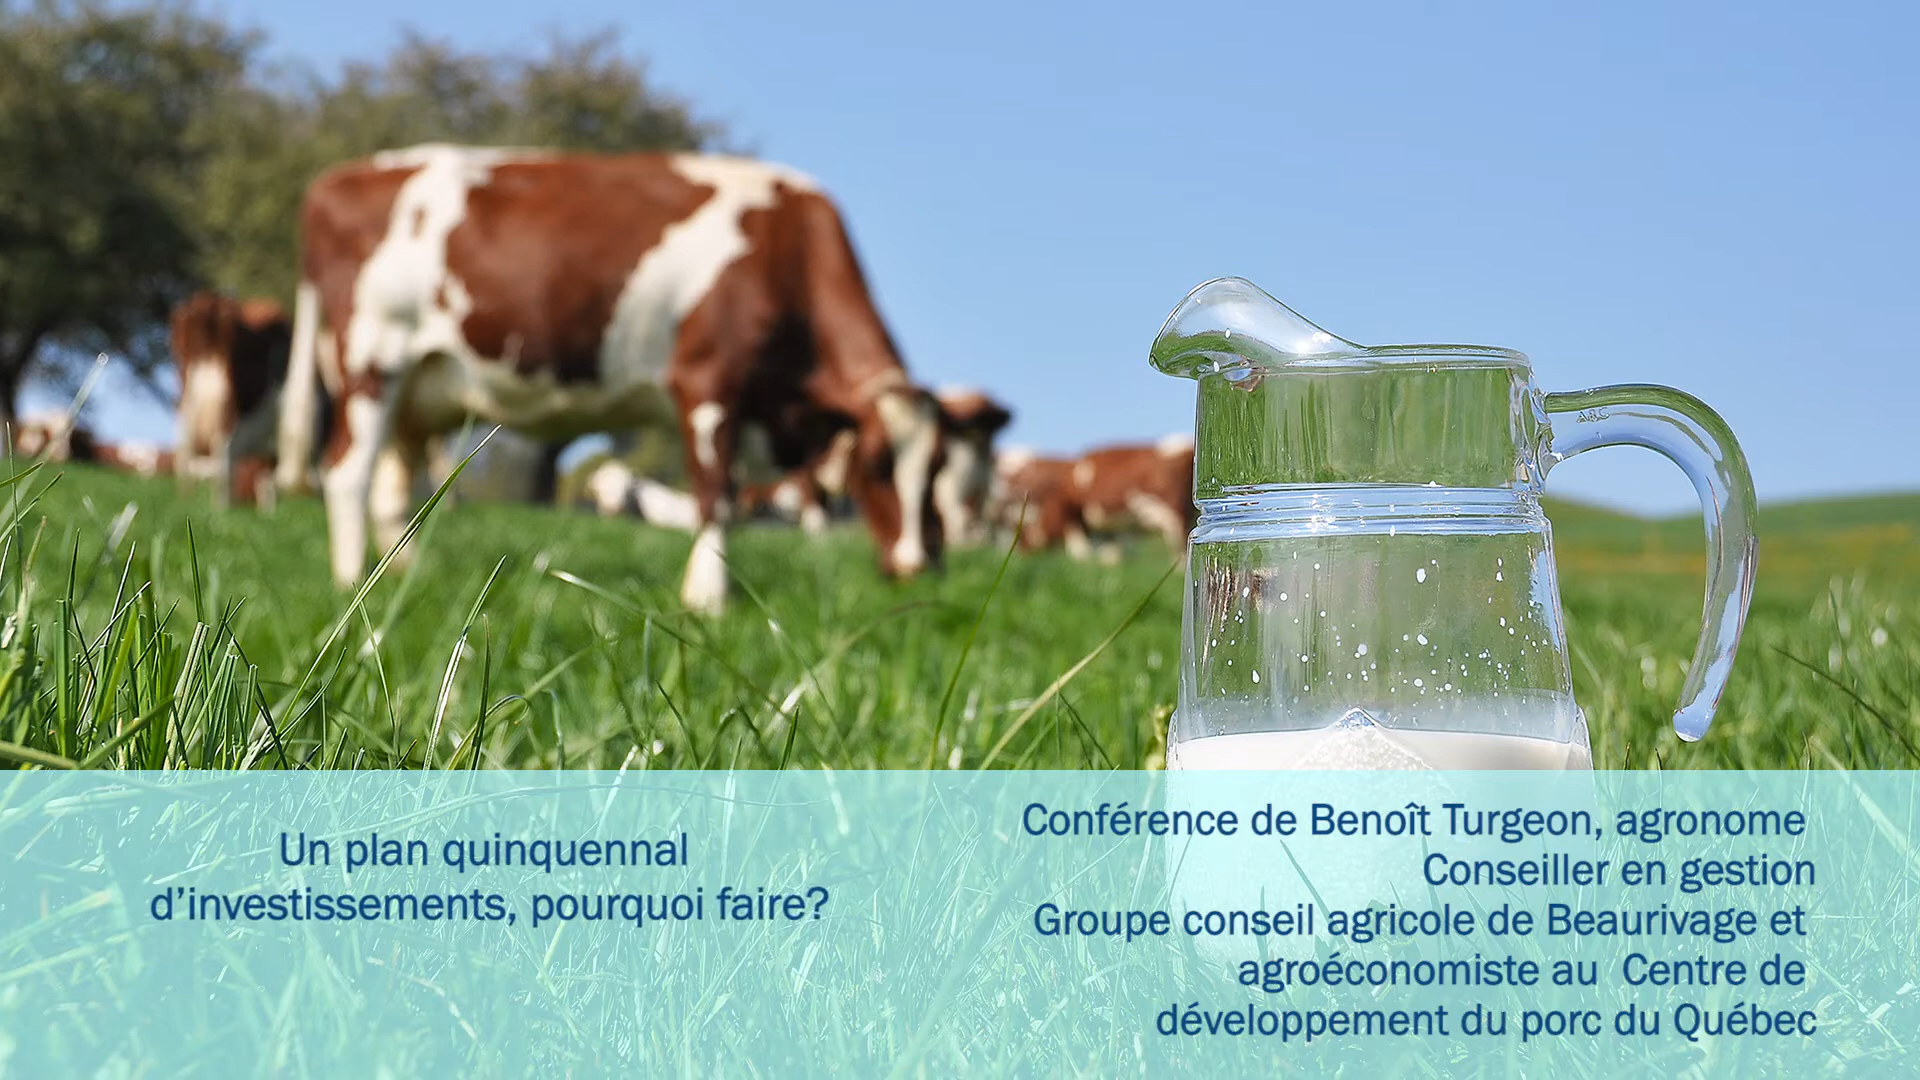 Un plan quinquennal
d’investissements, pourquoi faire?
Conférence de Benoît Turgeon, agronome
Conseiller en gestion
Groupe conseil agricole de Beaurivage et
agroéconomiste au  Centre de
développement du porc du Québec